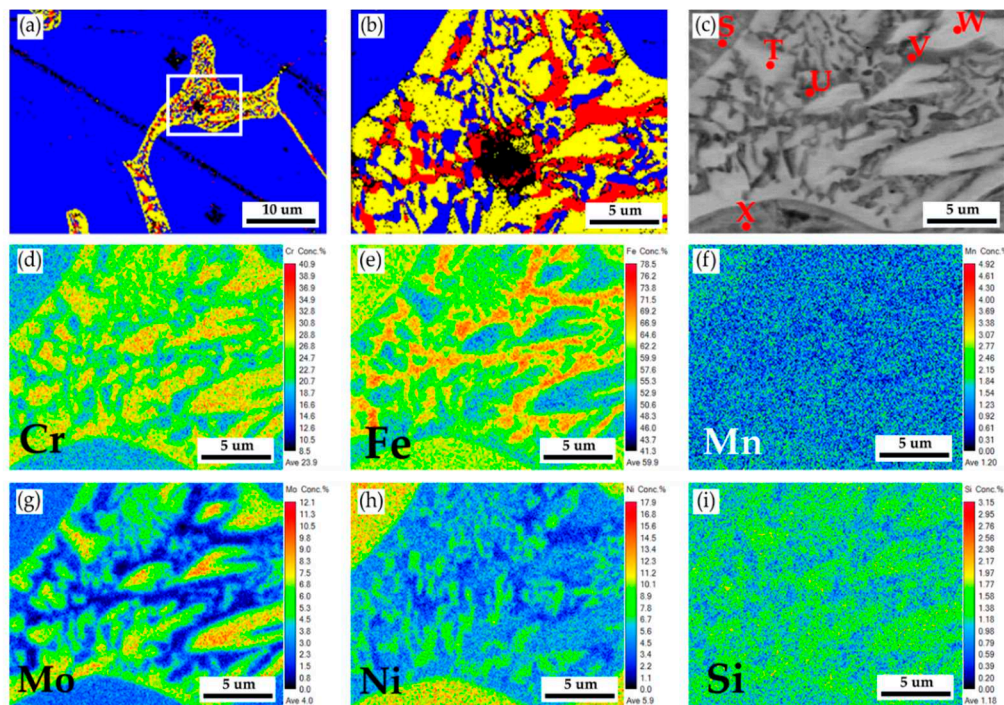 (a)
10 um
(b)
5 um
(c)
S
T
U
V
W
X
5 um
(d)
Cr
5 um
Cr Conc.%
40.9
38.9
36.9
34.9
32.8
30.8
28.8
26.8
24.7
22.7
20.7
18.7
16.6
14.6
12.6
10.5
8.5
Ave 23.9
(e)
Fe
5 um
Fe Conc.%
78.5
76.2
73.8
71.5
69.2
66.9
64.6
62.2
59.9
57.6
55.3
52.9
50.6
48.3
46.0
43.7
41.3
Ave 59.9
(f)
Mn
5 um
Mn Conc.%
4.92
4.61
4.30
4.00
3.69
3.38
3.07
2.77
2.46
2.15
1.84
1.54
1.23
0.92
0.61
0.31
0.00
Ave 1.20
(g)
Mo
5 um
Mo Conc.%
12.1
11.3
10.5
9.8
9.0
8.3
7.5
6.8
6.0
5.3
4.5
3.8
3.0
2.3
1.5
0.8
0.0
Ave 4.0
(h)
Ni
5 um
Ni Conc.%
17.9
16.8
15.7
14.5
13.4
12.3
11.2
10.1
8.9
7.8
6.7
5.6
4.5
3.4
2.2
1.1
0.0
Ave 5.9
(i)
Si
5 um
Si Conc.%
3.15
2.95
2.76
2.56
2.36
2.16
1.97
1.77
1.57
1.38
1.18
0.98
0.79
0.59
0.39
0.20
0.00
Ave 1.18